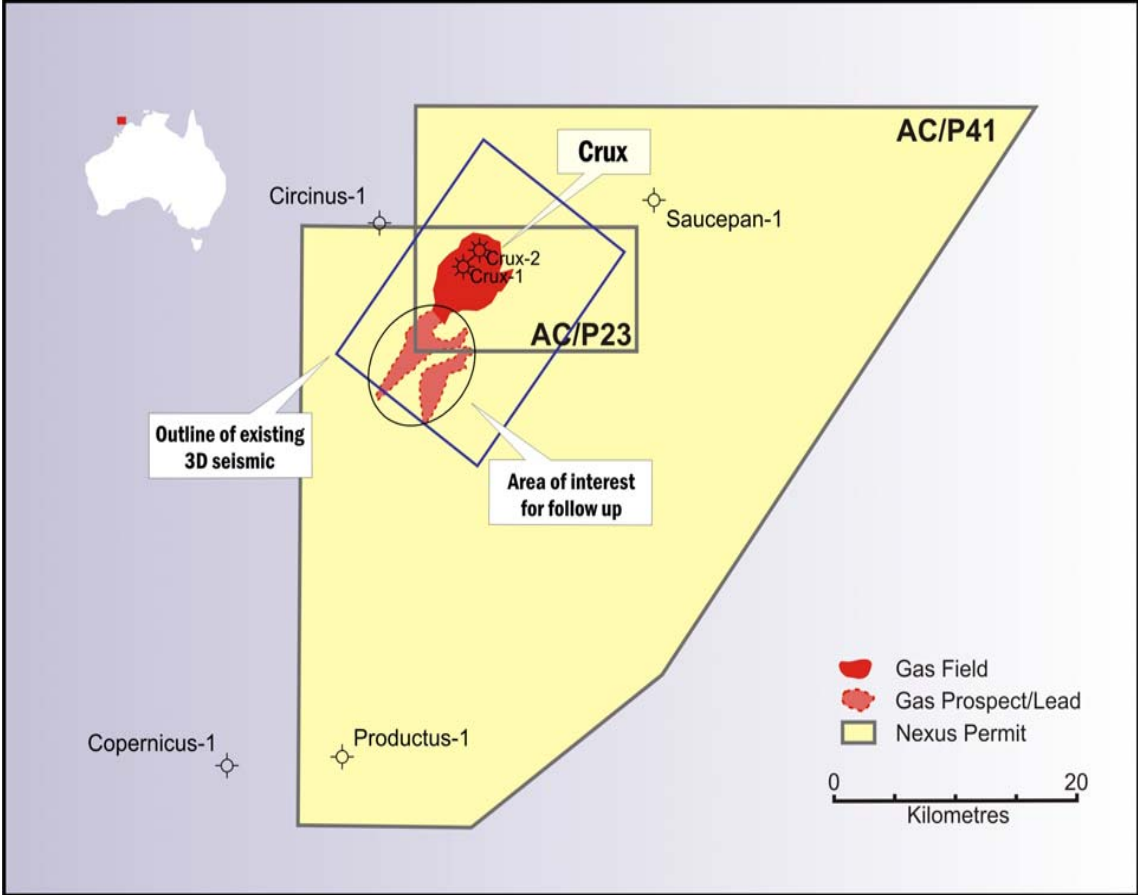 AC/P41
Crux
Circinus-1
Saucepan-1
Crux-2
Crux-1
AC/P23
Outline of existing
3D seismic
Area of interest
for follow up
Gas Field
Gas Prospect/Lead
Nexus Permit
Copernicus-1
Productus-1
0
20
Kilometres